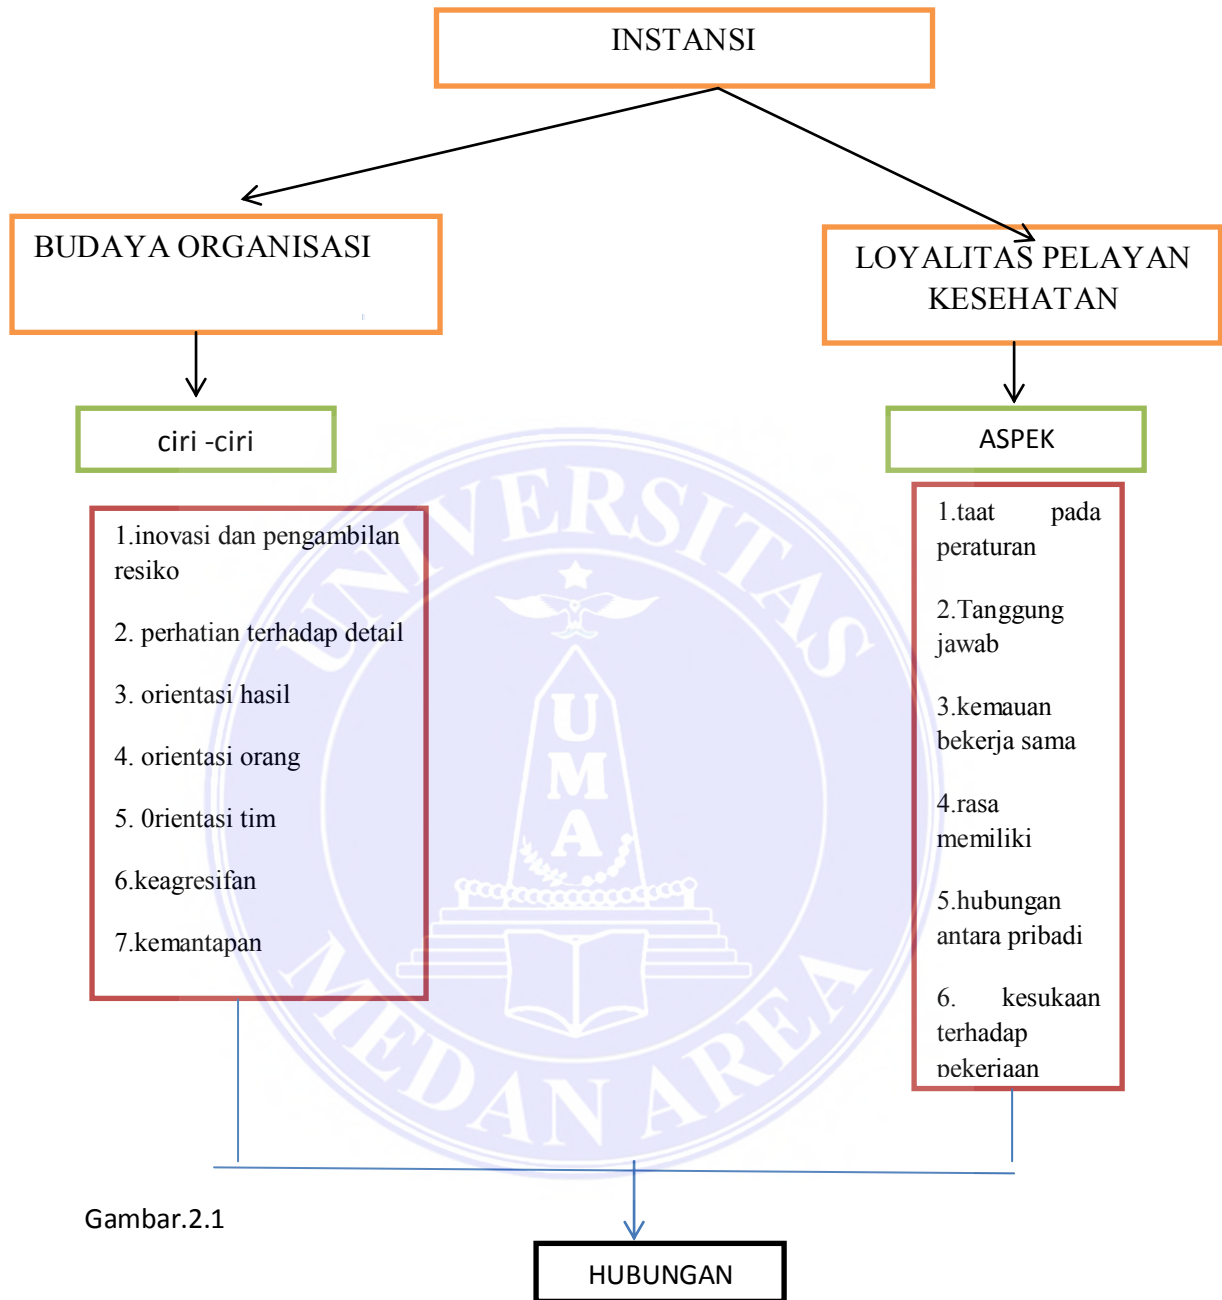 INSTANSI
BUDAYA ORGANISASI
LOYALITAS PELAYAN
KESEHATAN
ciri -ciri
ASPEK
1.inovasi dan pengambilan
resiko
2. perhatian terhadap detail
3. orientasi hasil
4. orientasi orang
5. 0rientasi tim
6.keagresifan
7.kemantapan
1.taat pada
peraturan
2.Tanggung
jawab
3.kemauan
bekerja sama
4.rasa
memiliki
5.hubungan
antara pribadi
6. kesukaan
terhadap
pekerjaan
UNIVERSITAS
MEDAN AREA
U
M
A
Gambar.2.1
HUBUNGAN